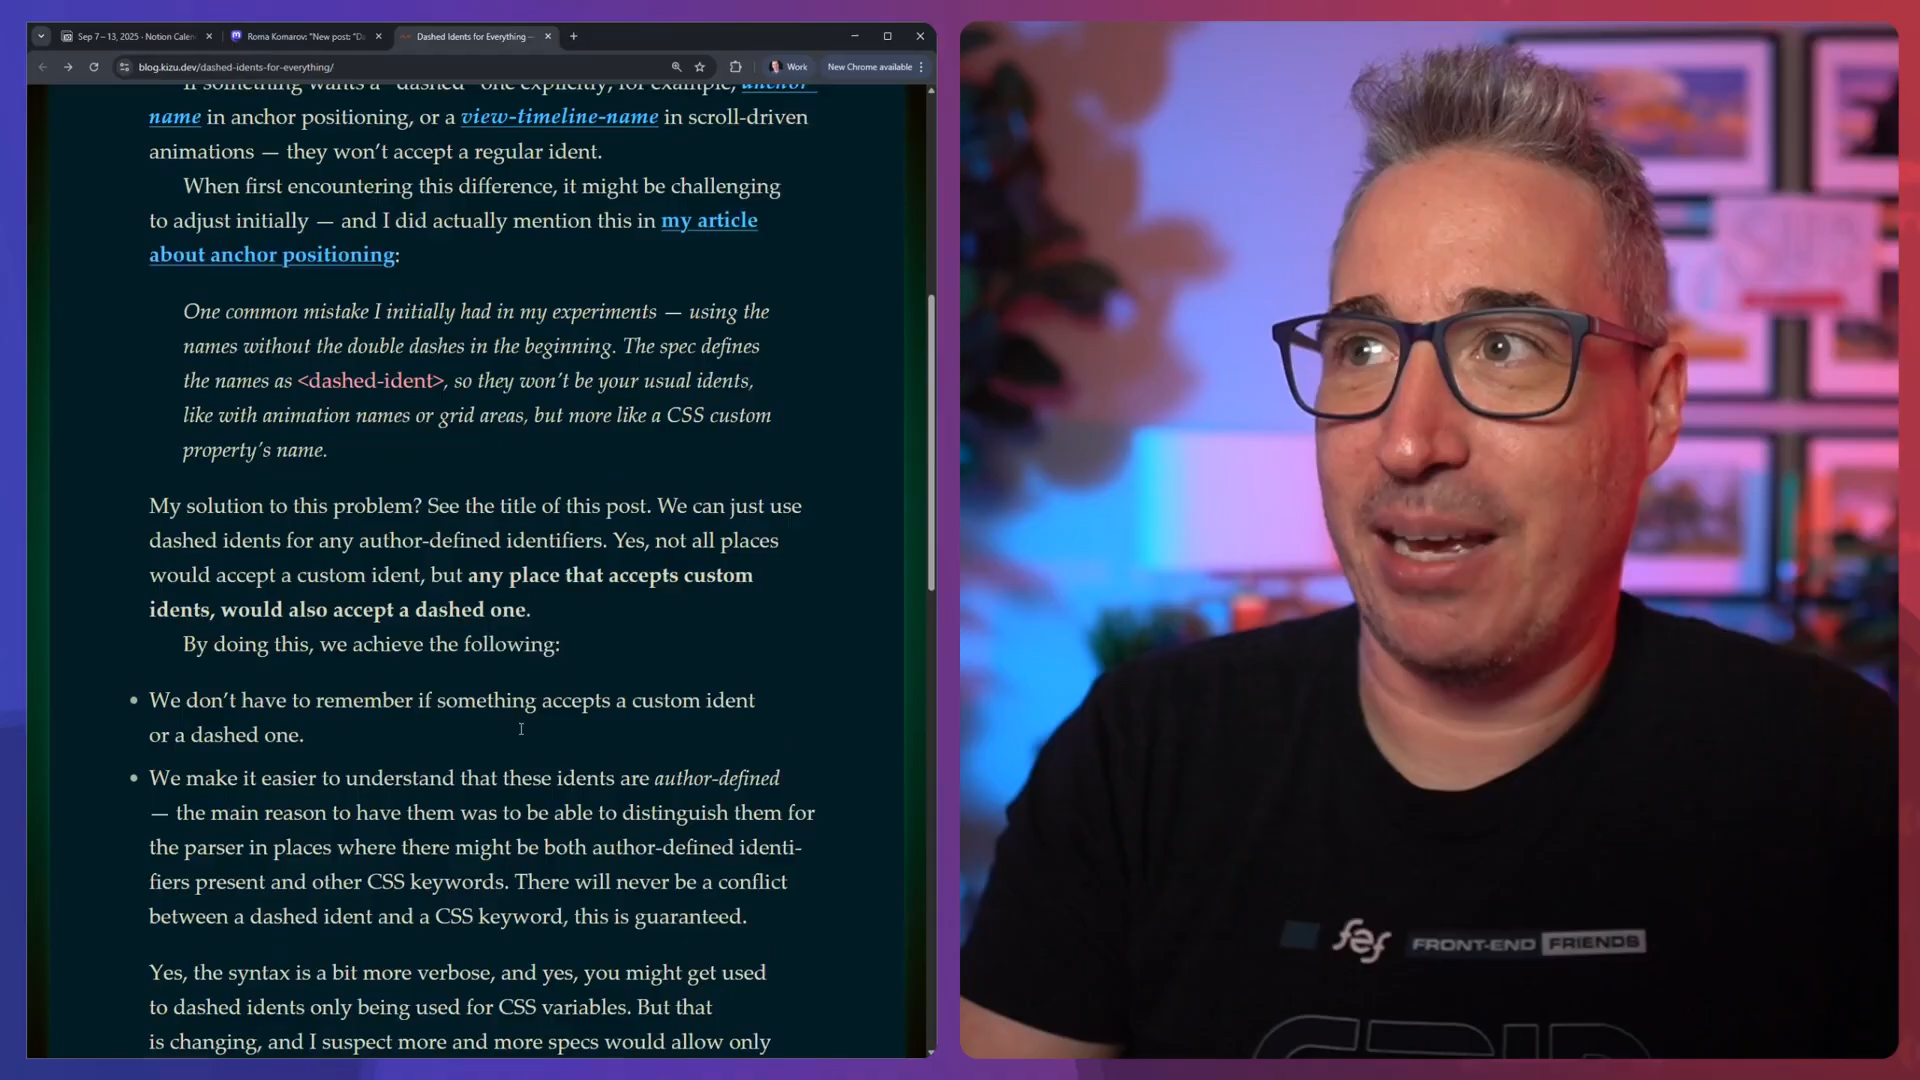 Sep 7 – 13, 2025 · Notion Calen
Roma Komarov: "New post: "Da
Dashed Idents for Everything —
blog.kizu.dev/dashed-idents-for-everything/
Work
New Chrome available
If something wants a "dashed" one explicitly, for example, anchor-
name in anchor positioning, or a view-timeline-name in scroll-driven
animations — they won't accept a regular ident.
When first encountering this difference, it might be challenging
to adjust initially — and I did actually mention this in my article
about anchor positioning:
One common mistake I initially had in my experiments — using the
names without the double dashes in the beginning. The spec defines
the names as <dashed-ident>, so they won't be your usual idents,
like with animation names or grid areas, but more like a CSS custom
property's name.
My solution to this problem? See the title of this post. We can just use
dashed idents for any author-defined identifiers. Yes, not all places
would accept a custom ident, but any place that accepts custom
idents, would also accept a dashed one.
By doing this, we achieve the following:
We don't have to remember if something accepts a custom ident
or a dashed one.
We make it easier to understand that these idents are author-defined
— the main reason to have them was to be able to distinguish them for
the parser in places where there might be both author-defined identi-
fiers present and other CSS keywords. There will never be a conflict
between a dashed ident and a CSS keyword, this is guaranteed.
Yes, the syntax is a bit more verbose, and yes, you might get used
to dashed idents only being used for CSS variables. But that
is changing, and I suspect more and more specs would allow only
fef FRONT-END FRIENDS